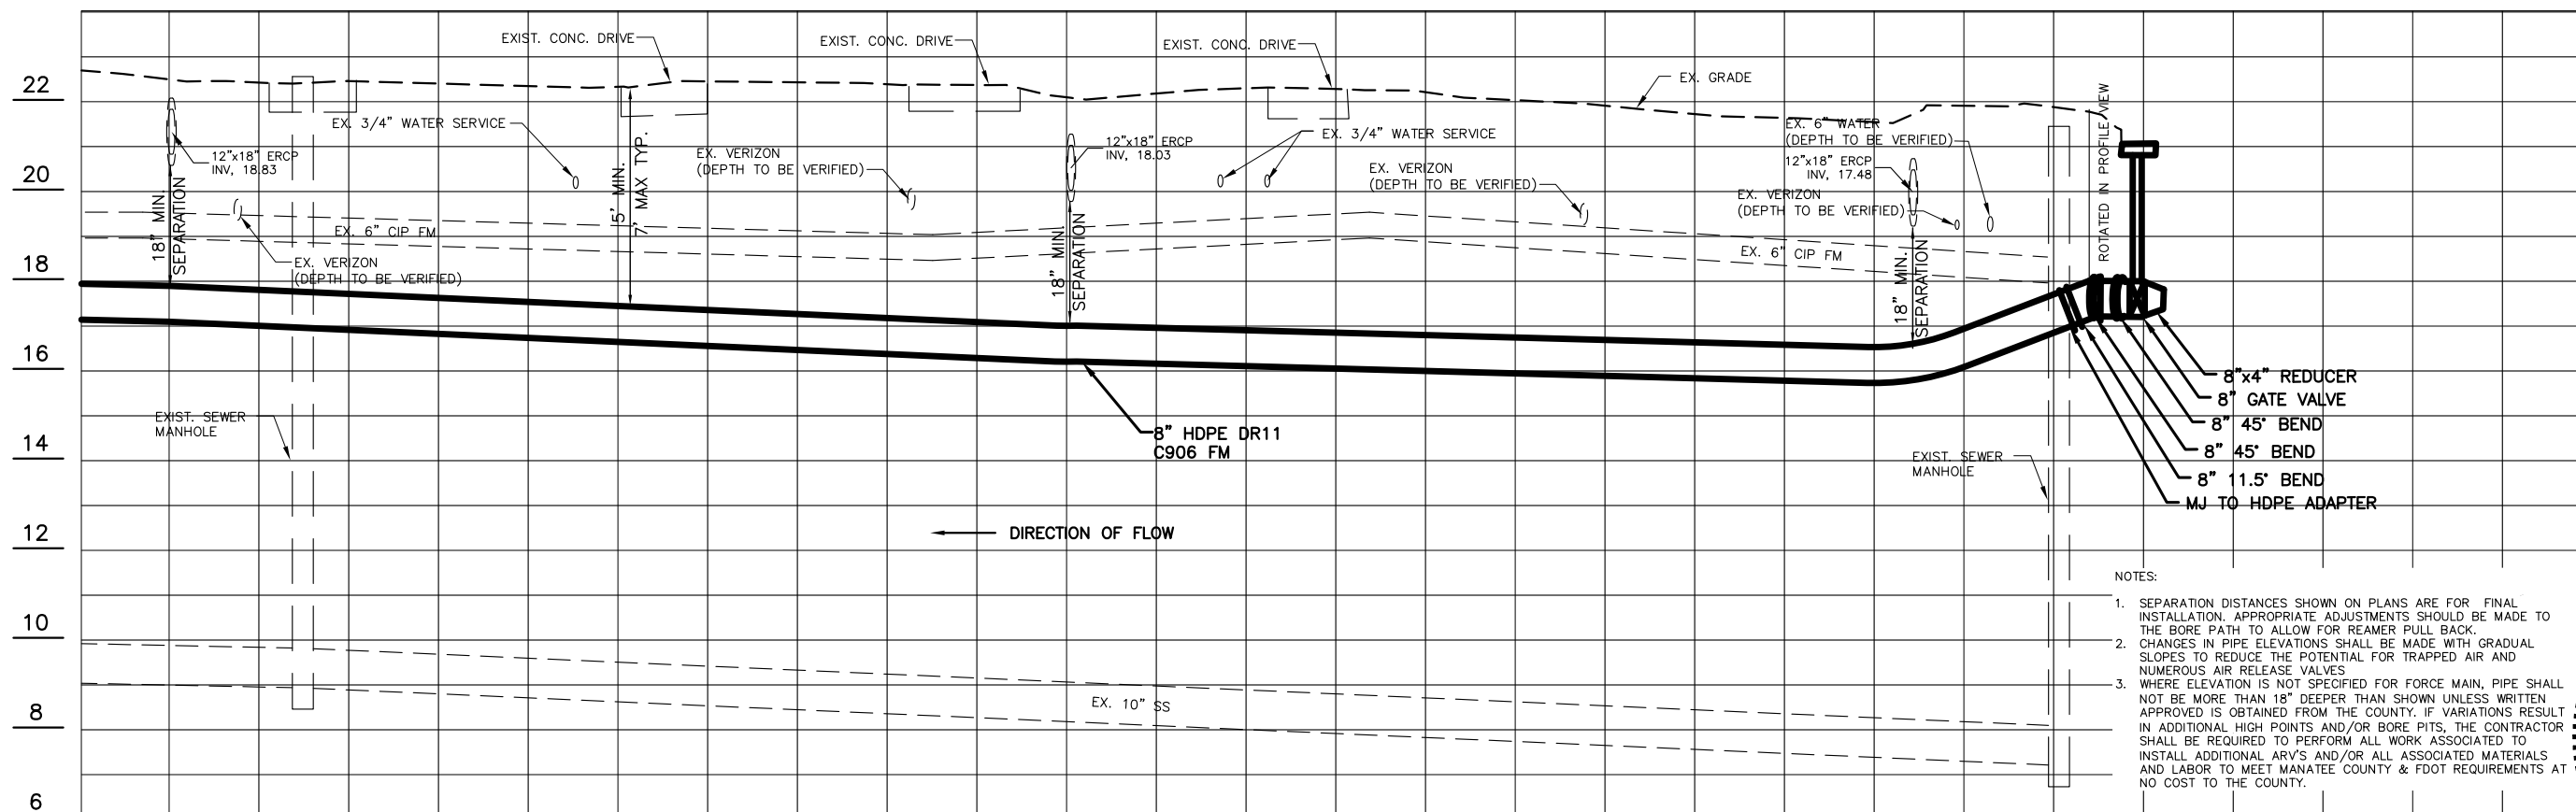 EXIST. CONC. DRIVE
EXIST. CONC. DRIVE
EXIST. CONC. DRIVE
EX. GRADE
22
20
18
16
14
12
10
8
6
EX. 3/4" WATER SERVICE
12"x18" ERCP
INV, 18.83
18" MIN.
SEPARATION
EX. VERIZON
(DEPTH TO BE VERIFIED)
EX. 6" CIP FM
5' MIN.
7' MAX TYP.
EX. VERIZON
(DEPTH TO BE VERIFIED)
12"x18" ERCP
INV, 18.03
18" MIN.
SEPARATION
EX. 3/4" WATER SERVICE
EX. VERIZON
(DEPTH TO BE VERIFIED)
EX. 6" WATER
(DEPTH TO BE VERIFIED)
12"x18" ERCP
INV, 17.48
EX. VERIZON
(DEPTH TO BE VERIFIED)
EX. 6" CIP FM
18" MIN.
SEPARATION
ROTATED IN PROFILE VIEW
8"x4" REDUCER
8" GATE VALVE
8" 45° BEND
8" 45° BEND
8" 11.5° BEND
MJ TO HDPE ADAPTER
EXIST. SEWER
MANHOLE
8" HDPE DR11
C906 FM
EXIST. SEWER
MANHOLE
DIRECTION OF FLOW
EX. 10" SS
NOTES:
1. SEPARATION DISTANCES SHOWN ON PLANS ARE FOR FINAL
INSTALLATION. APPROPRIATE ADJUSTMENTS SHOULD BE MADE TO
THE BORE PATH TO ALLOW FOR REAMER PULL BACK.
2. CHANGES IN PIPE ELEVATIONS SHALL BE MADE WITH GRADUAL
SLOPES TO REDUCE THE POTENTIAL FOR TRAPPED AIR AND
NUMEROUS AIR RELEASE VALVES
3. WHERE ELEVATION IS NOT SPECIFIED FOR FORCE MAIN, PIPE SHALL
NOT BE MORE THAN 18" DEEPER THAN SHOWN UNLESS WRITTEN
APPROVED IS OBTAINED FROM THE COUNTY. IF VARIATIONS RESULT
IN ADDITIONAL HIGH POINTS AND/OR BORE PITS, THE CONTRACTOR
SHALL BE REQUIRED TO PERFORM ALL WORK ASSOCIATED TO
INSTALL ADDITIONAL ARV'S AND/OR ALL ASSOCIATED MATERIALS
AND LABOR TO MEET MANATEE COUNTY & FDOT REQUIREMENTS AT
NO COST TO THE COUNTY.